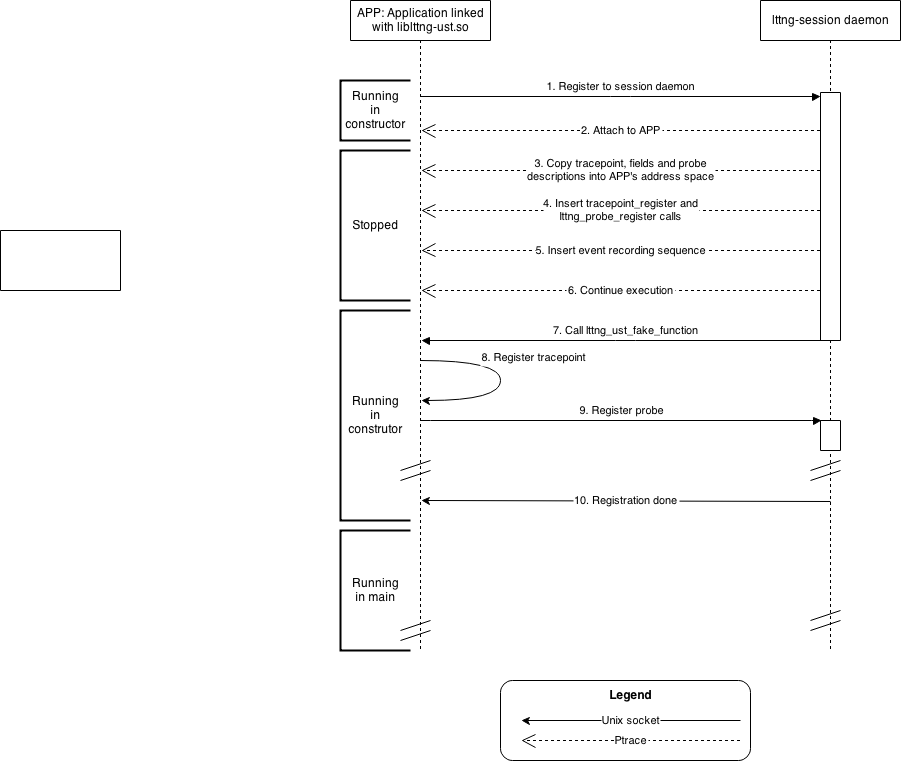 APP: Application linked
with liblttng-ust.so
lttng-session daemon
Running
in
constructor
1. Register to session daemon
2. Attach to APP
Stopped
3. Copy tracepoint, fields and probe
descriptions into APP's address space
4. Insert tracepoint_register and
lttng_probe_register calls
5. Insert event recording sequence
6. Continue execution
Running
in
construtor
7. Call lttng_ust_fake_function
8. Register tracepoint
9. Register probe
10. Registration done
Running
in main
Legend
Unix socket
Ptrace